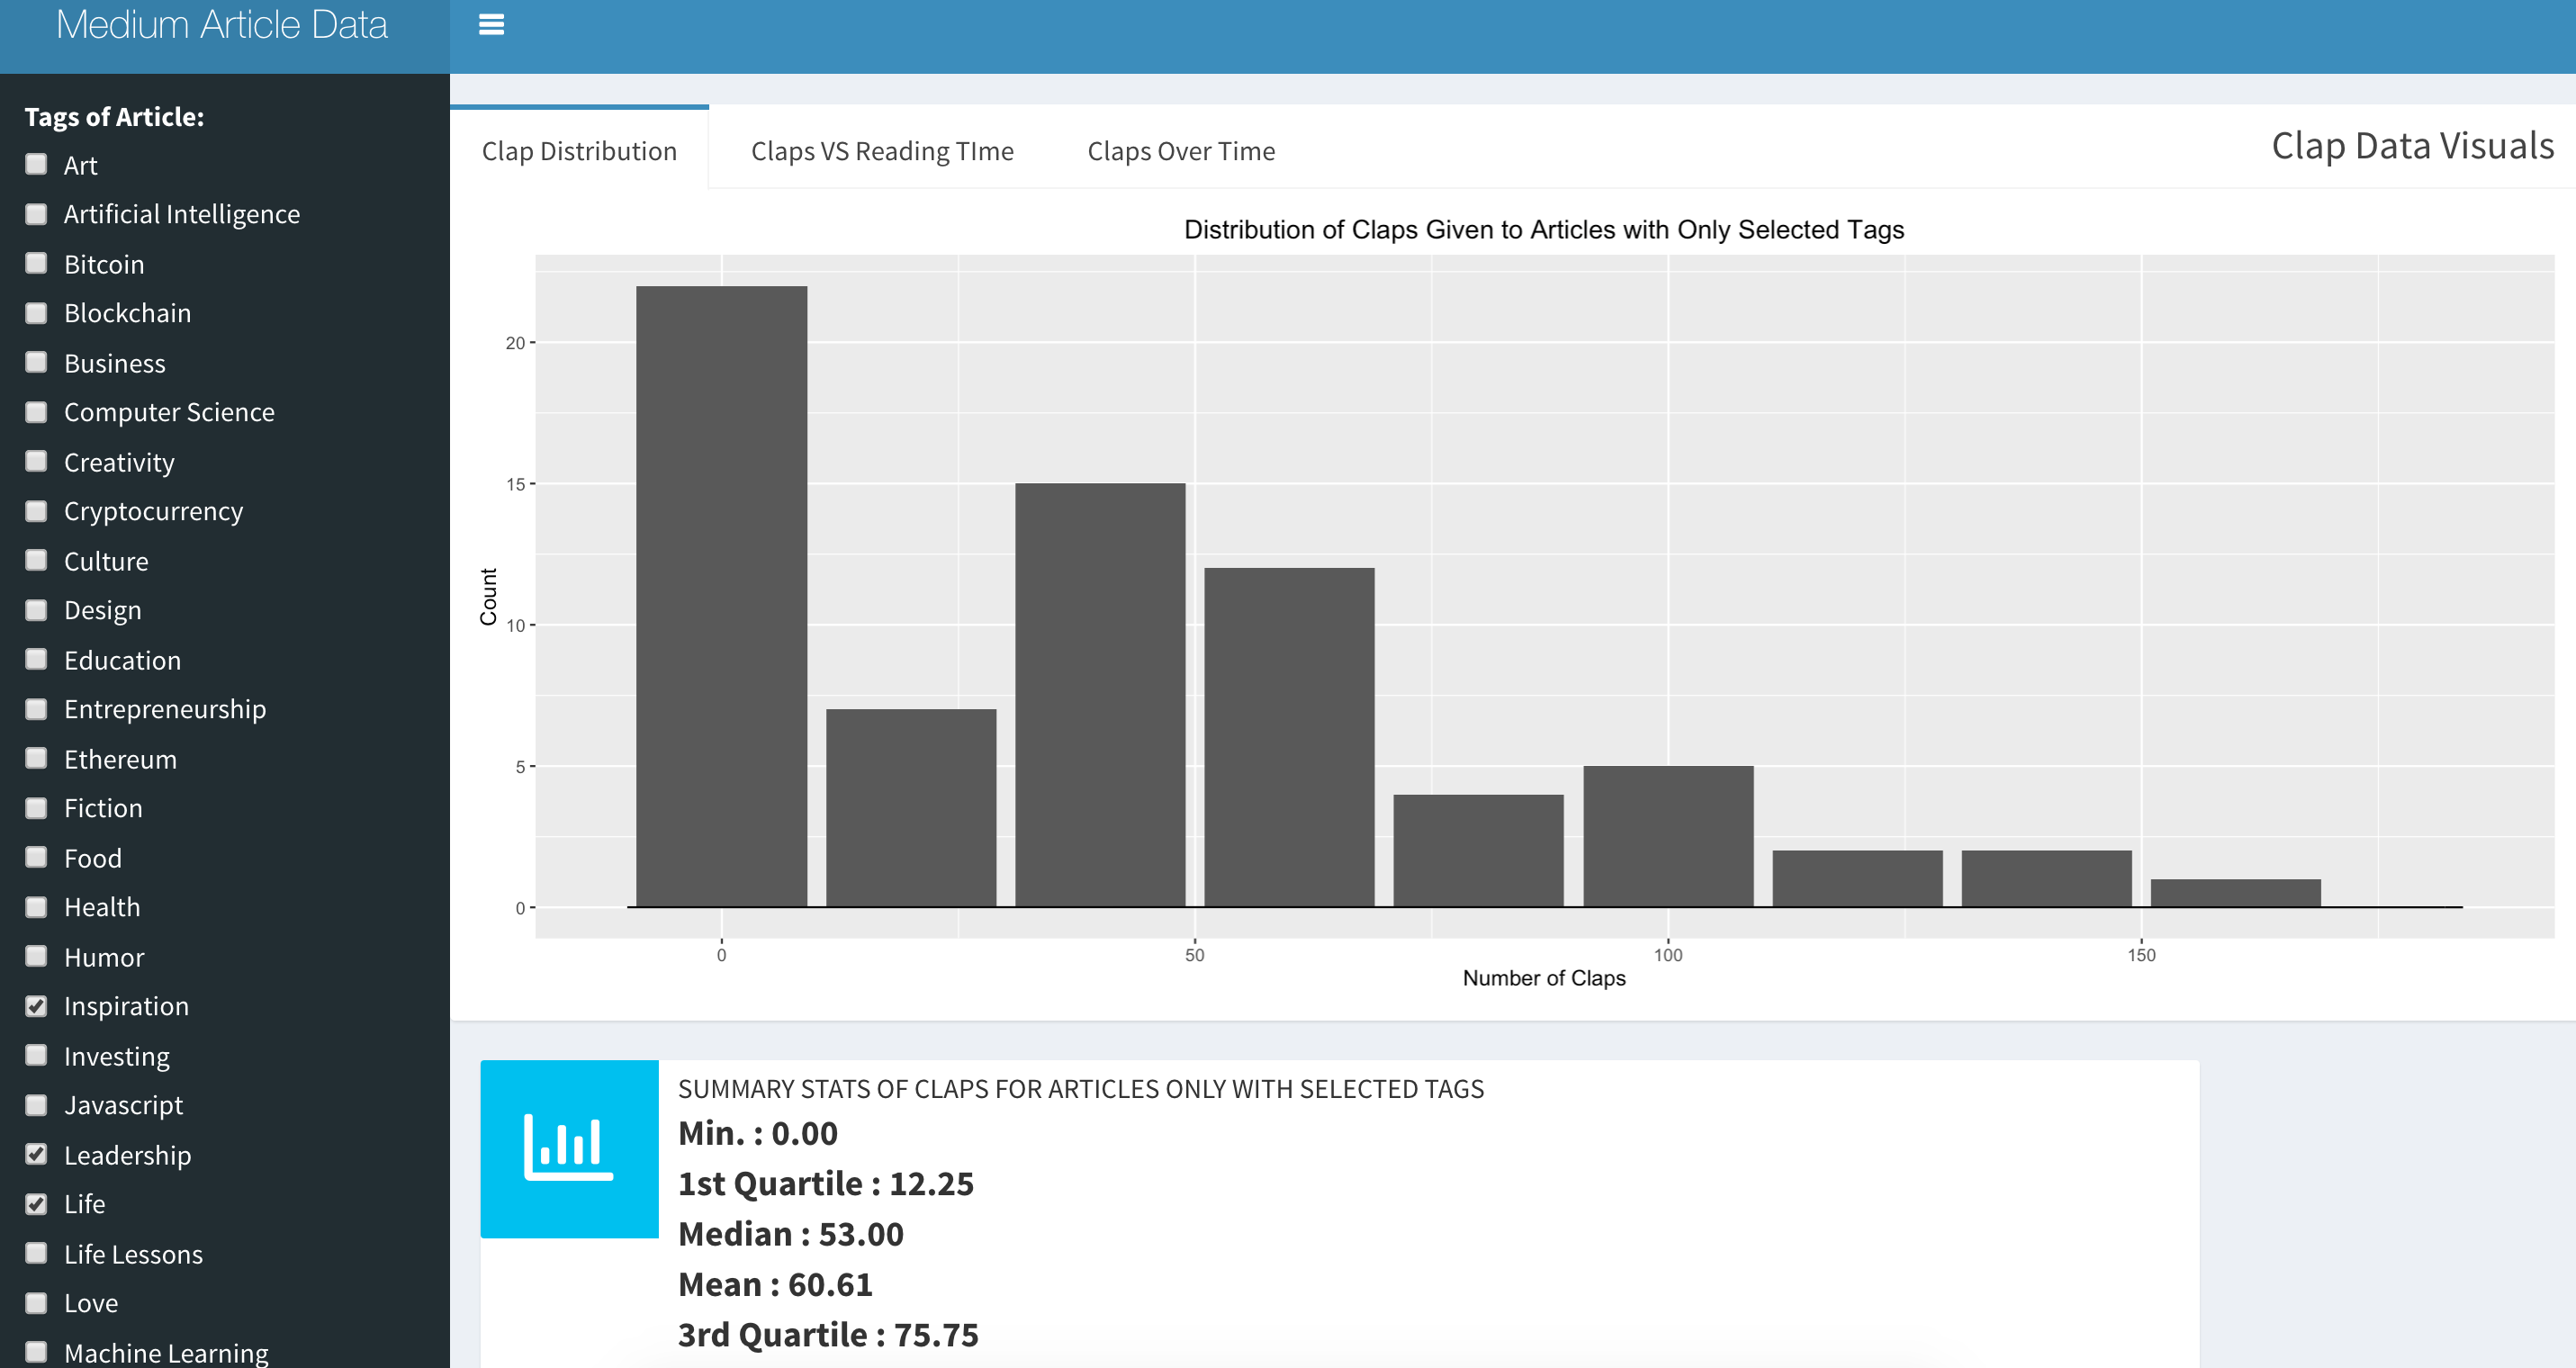 Medium Article Data
Tags of Article:
Art
Artificial Intelligence
Bitcoin
Blockchain
Business
Computer Science
Creativity
Cryptocurrency
Culture
Design
Education
Entrepreneurship
Ethereum
Fiction
Food
Health
Humor
Inspiration
Investing
Javascript
Leadership
Life
Life Lessons
Love
Machine Learning
Clap Distribution
Claps VS Reading TIme
Claps Over Time
Clap Data Visuals
Distribution of Claps Given to Articles with Only Selected Tags
Count
20
15
10
5
0
0
50
100
150
Number of Claps
SUMMARY STATS OF CLAPS FOR ARTICLES ONLY WITH SELECTED TAGS
Min. : 0.00
1st Quartile : 12.25
Median : 53.00
Mean : 60.61
3rd Quartile : 75.75